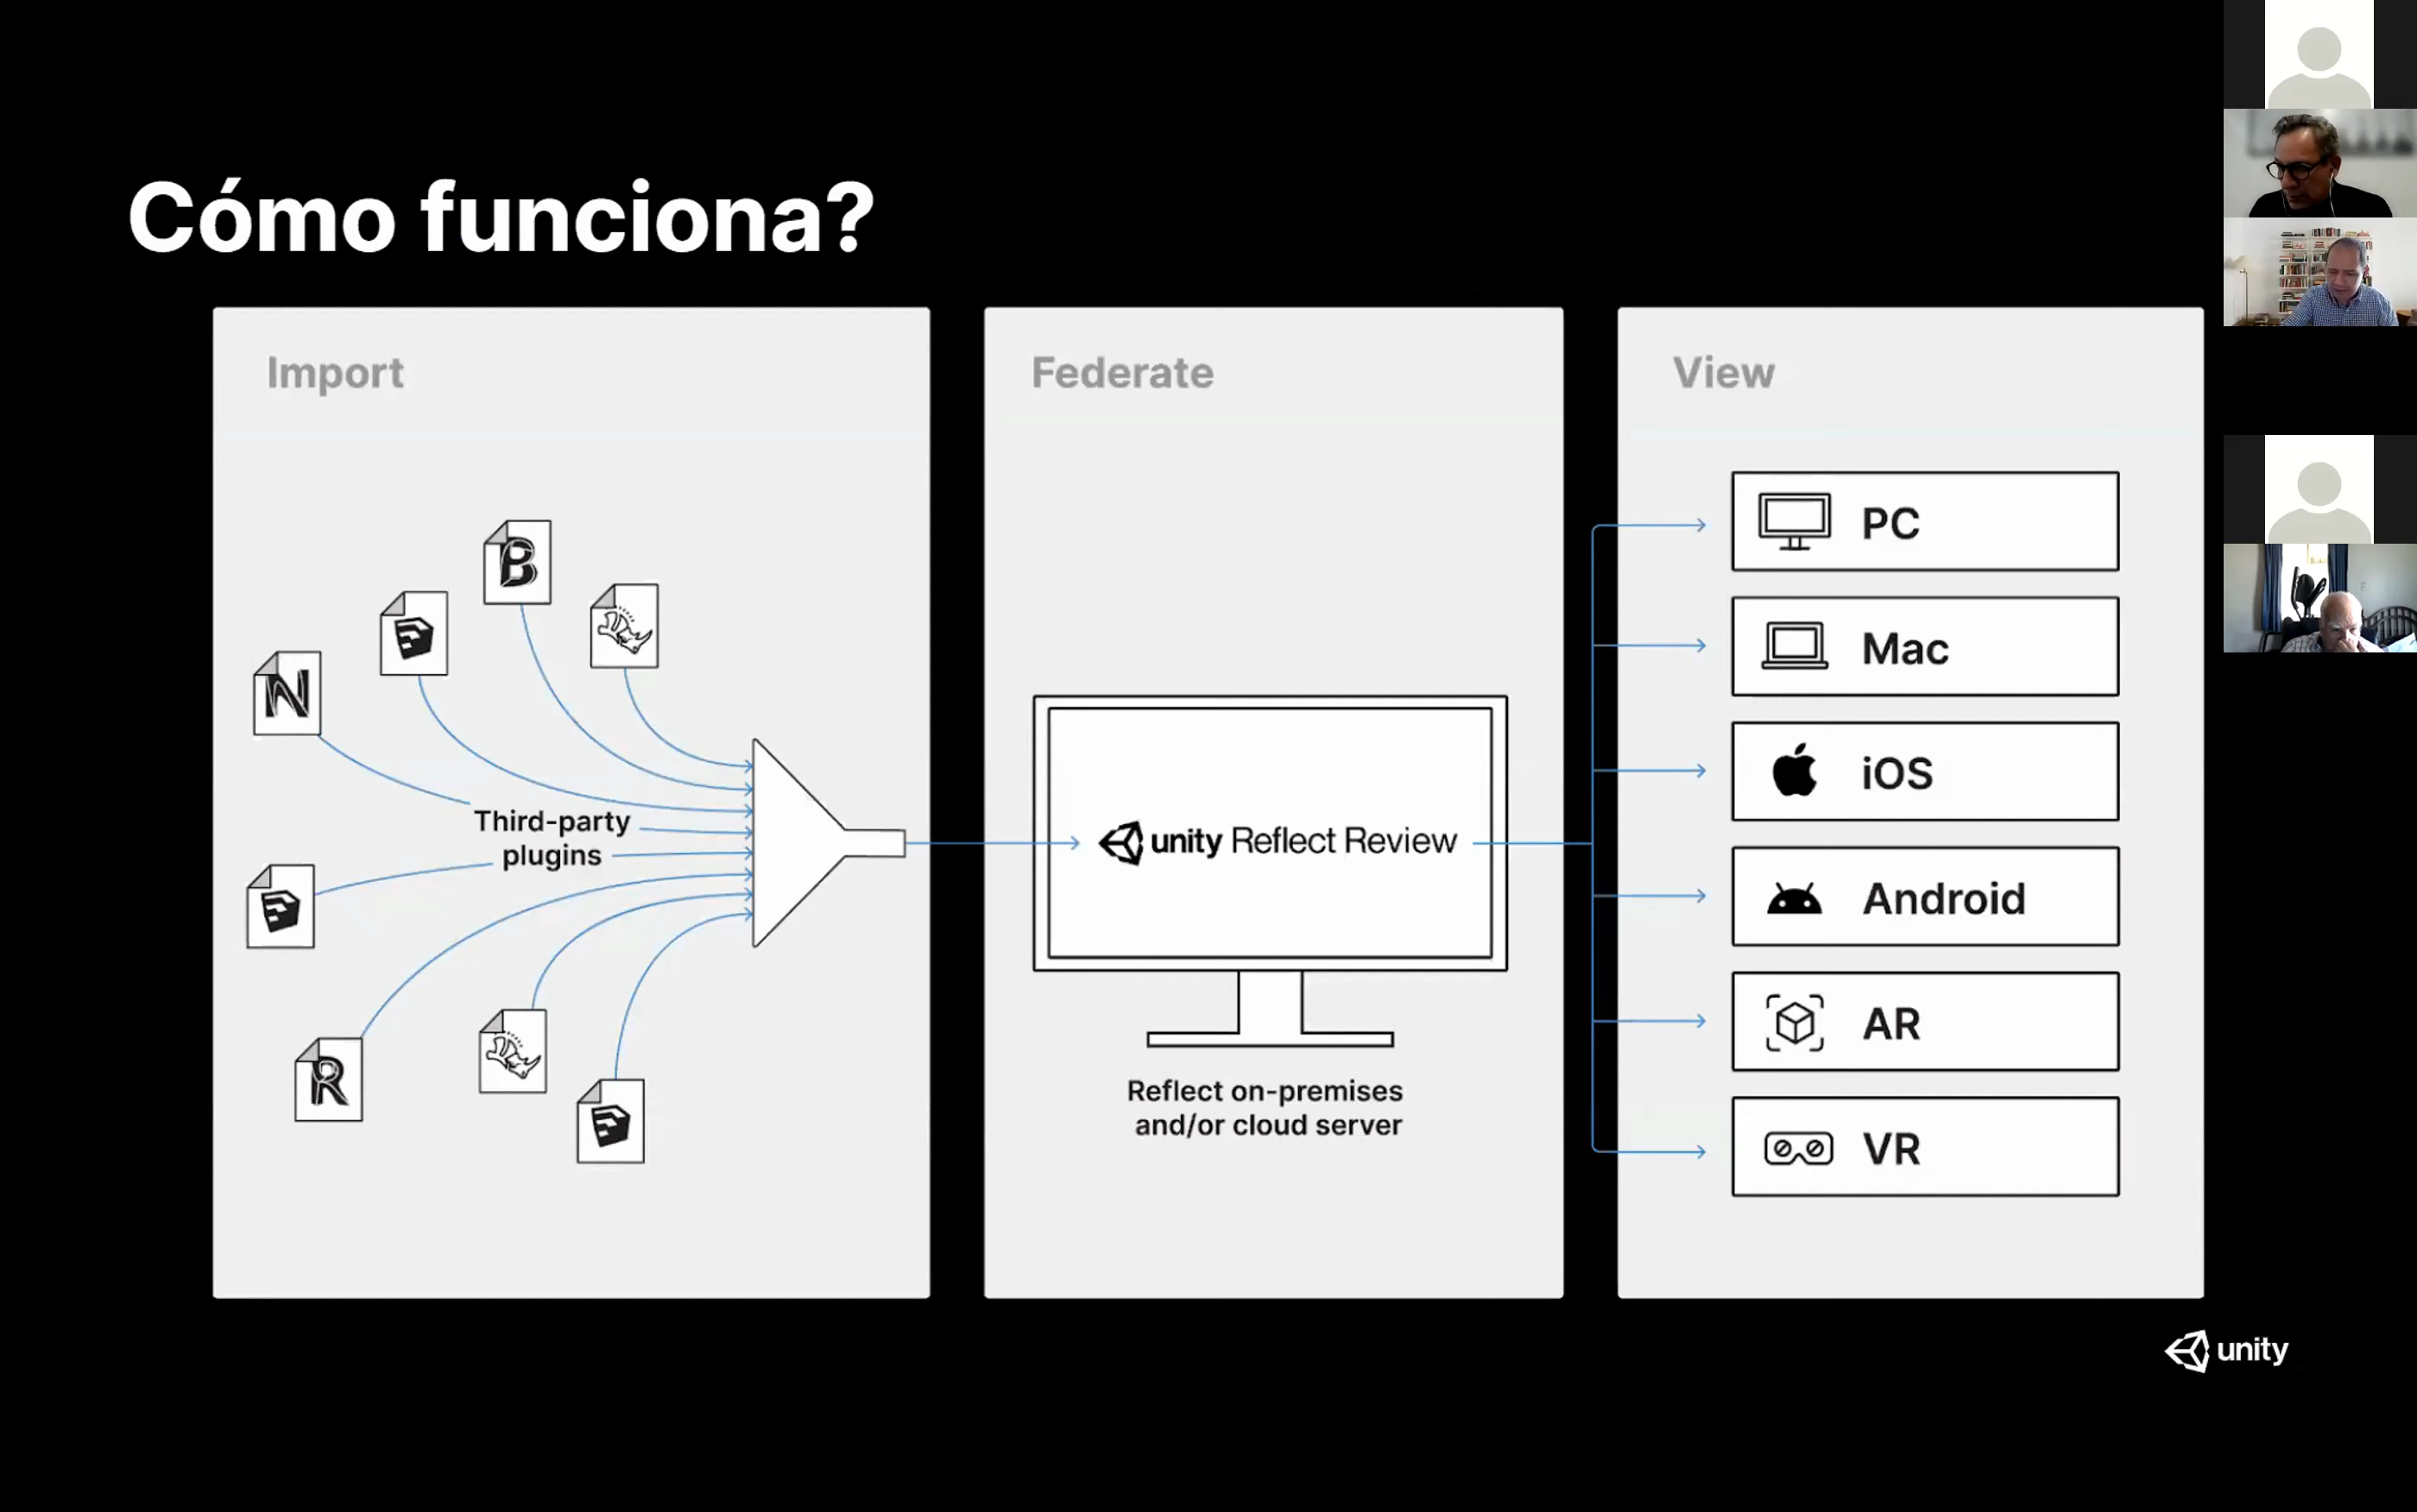 Cómo funciona?
Import
N
B
Third-party
plugins
R
Federate
unity Reflect Review
Reflect on-premises
and/or cloud server
View
PC
Mac
iOS
Android
AR
VR
unity